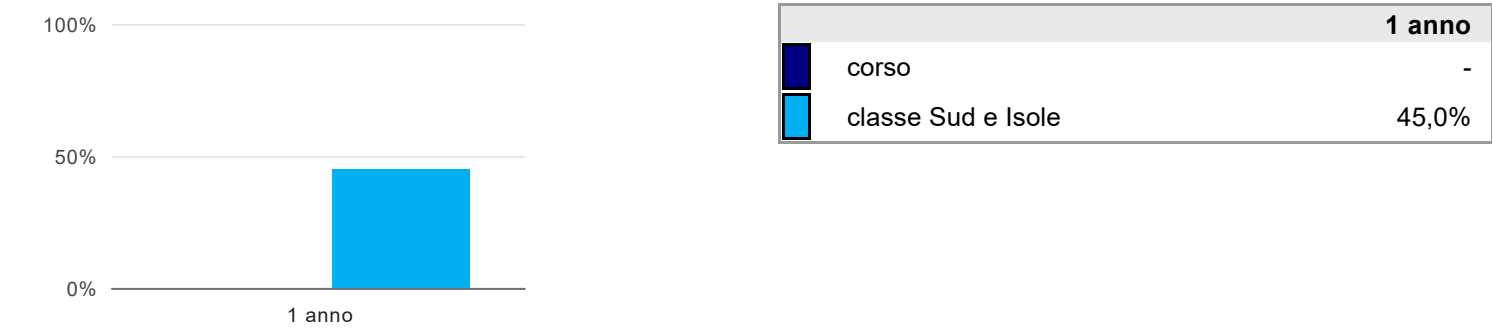 100%
50%
0%
1 anno
1 anno
corso -
classe Sud e Isole 45,0%